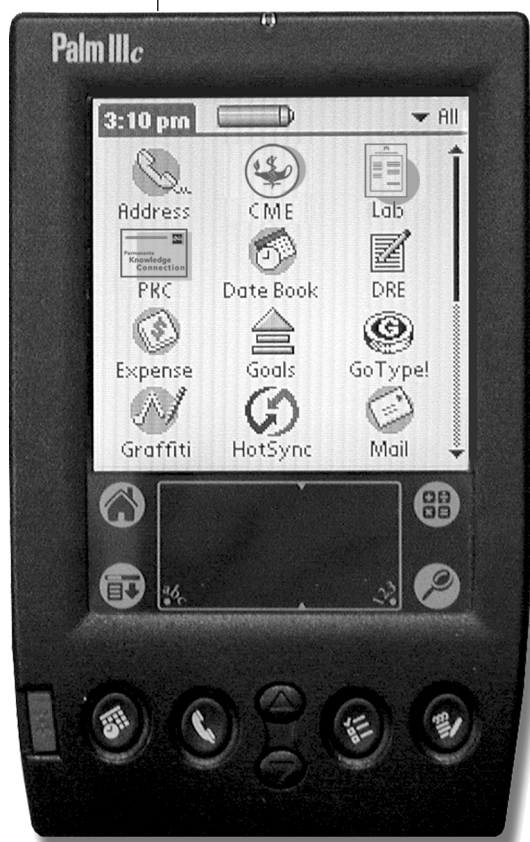 Palm IIIc
3:10 pm
All
Address CME Lab
Permanente
Knowledge
Connection
PKC Date Book DRE
Expense Goals GoType!
Graffiti HotSync Mail
abc 123